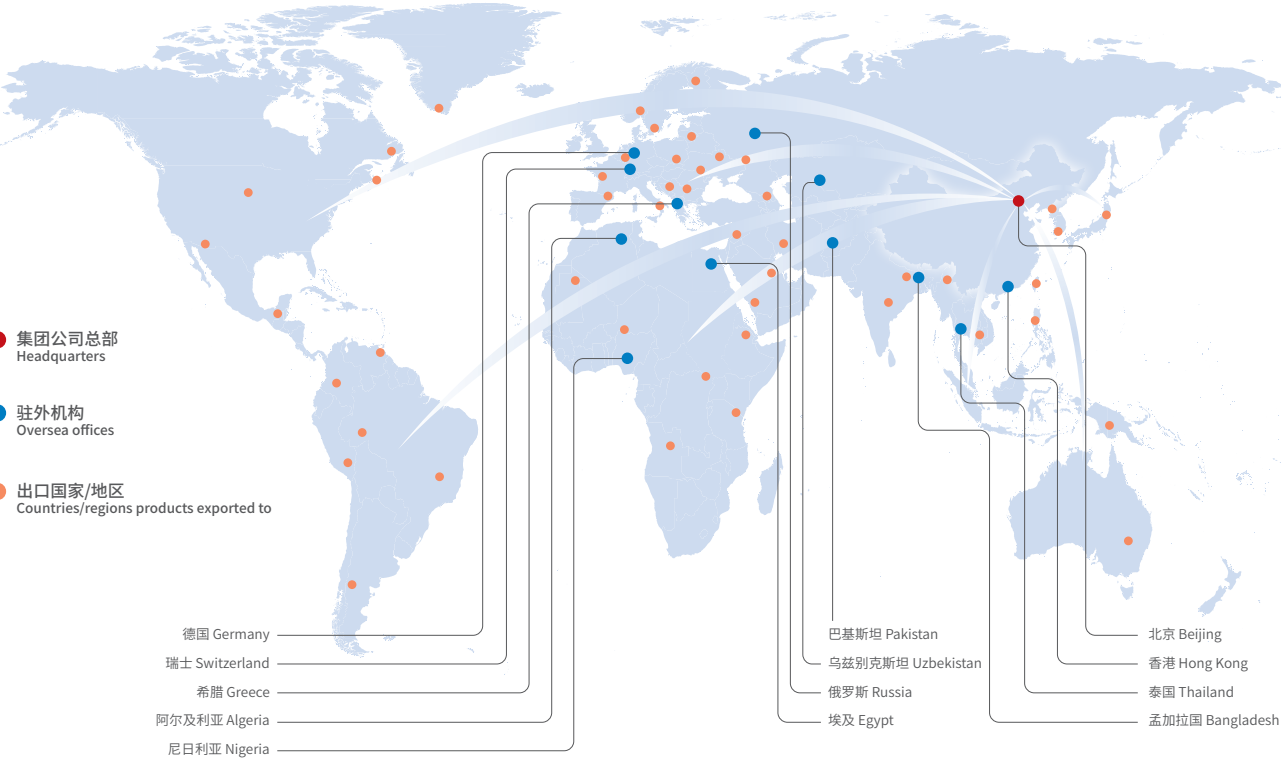 集团公司总部
Headquarters
驻外机构
Oversea offices
出口国家/地区
Countries/regions products exported to
德国 Germany
瑞士 Switzerland
希腊 Greece
阿尔及利亚 Algeria
尼日利亚 Nigeria
巴基斯坦 Pakistan
乌兹别克斯坦 Uzbekistan
俄罗斯 Russia
埃及 Egypt
北京 Beijing
香港 Hong Kong
泰国 Thailand
孟加拉国 Bangladesh